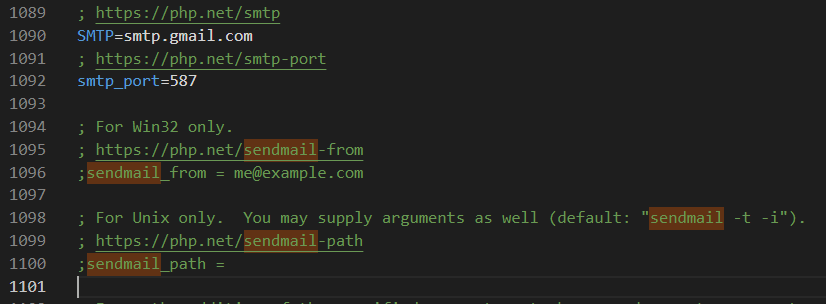 1089 ; https://php.net/smtp
1090 SMTP=smtp.gmail.com
1091 ; https://php.net/smtp-port
1092 smtp_port=587
1093
1094 ; For Win32 only.
1095 ; https://php.net/sendmail-from
1096 ;sendmail_from = me@example.com
1097
1098 ; For Unix only.  You may supply arguments as well (default: "sendmail -t -i").
1099 ; https://php.net/sendmail-path
1100 ;sendmail_path =
1101